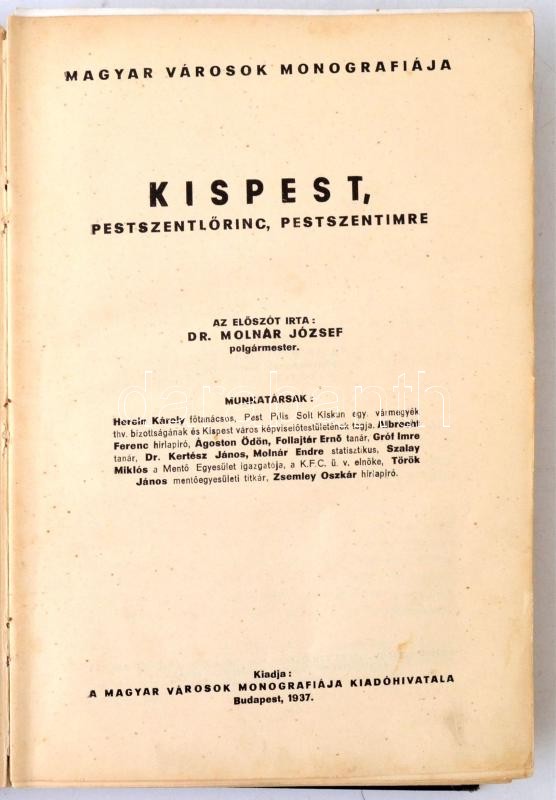 MAGYAR VÁROSOK MONOGRAFIÁJA
KISPEST,
PESTSZENTLŐRINC, PESTSZENTIMRE
AZ ELŐSZÓT IRTA:
DR. MOLNÁR JÓZSEF
polgármester.
MUNKATÁRSAK:
Hercin Károly főtanácsos, Pest Pilis Solt Kiskun egy. vármegyék
thv. bizottságának és Kispest város képviselőtestületének tagja, Albrecht
Ferenc hirlapíró, Ágoston Ödön, Follajtár Ernő tanár, Gróf Imre
tanár, Dr. Kertész János, Molnár Endre statisztikus, Szalay
Miklós a Mentő Egyesület igazgatója, a K.F.C. ü. v. elnöke, Török
János mentőegyesületi titkár, Zsemley Oszkár hirlapíró.
Kiadja:
A MAGYAR VÁROSOK MONOGRAFIÁJA KIADÓHIVATALA
Budapest, 1937.